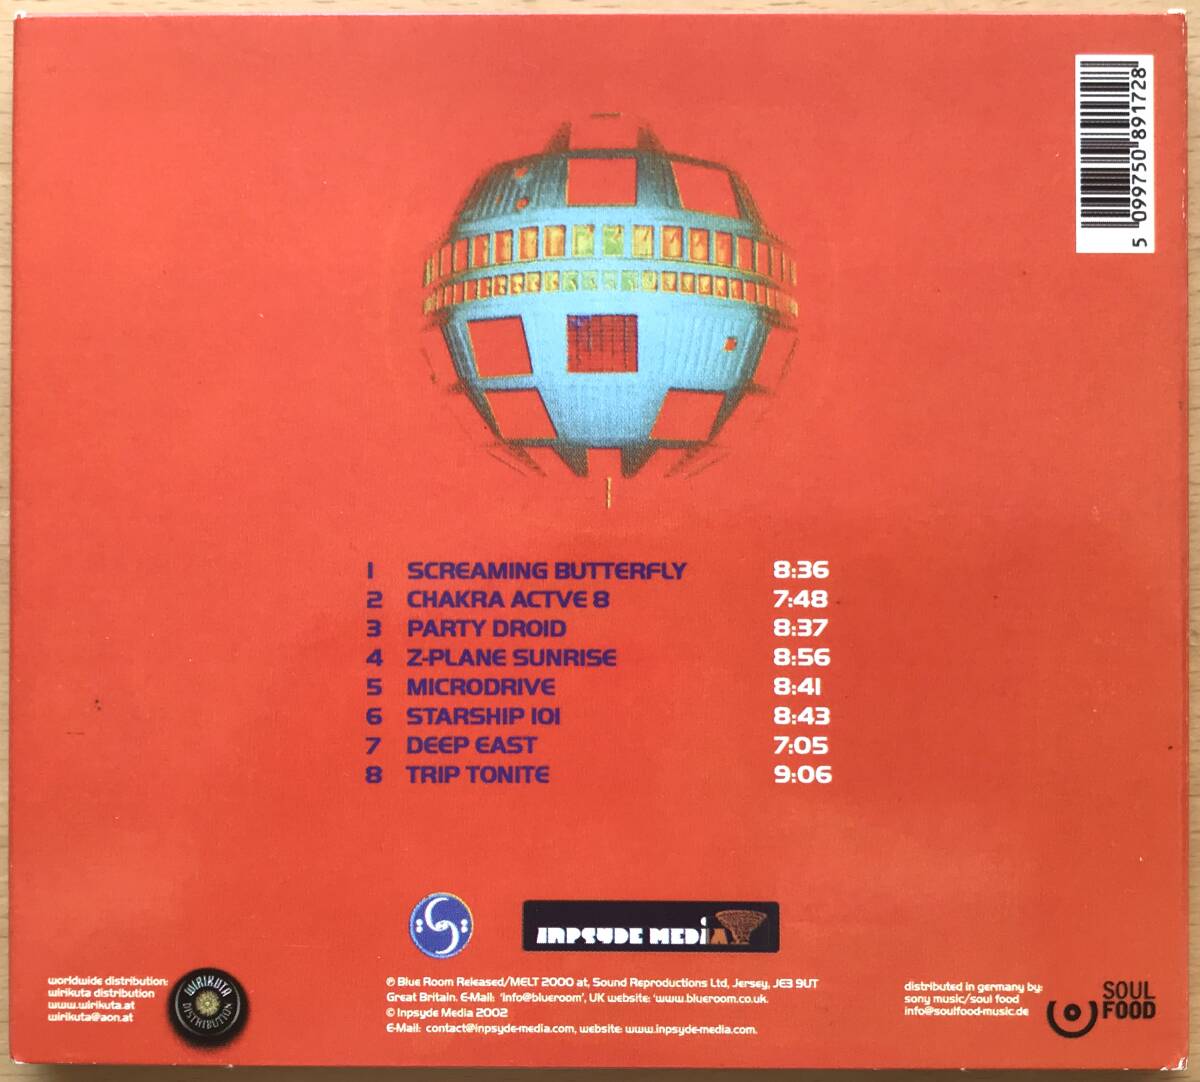 5 099750 891728
1 SCREAMING BUTTERFLY 8:36
2 CHAKRA ACTVE 8 7:48
3 PARTY DROID 8:37
4 Z-PLANE SUNRISE 8:56
5 MICRODRIVE 8:41
6 STARSHIP 101 8:43
7 DEEP EAST 7:05
8 TRIP TONITE 9:06
INPSYDE MEDiA
worldwide distribution:
wirikuta distribution
www.wirikuta.at
wirikuta@aon.at
WIRIKUTA
DISTRIBUTION
℗ Blue Room Released/MELT 2000 at, Sound Reproductions Ltd, Jersey, JE3 9UT
Great Britain. E-Mail: 'info@blueroom', UK website: 'www.blueroom.co.uk.
© Inpsyde Media 2002
E-Mail: contact@inpsyde-media.com, website: www.inpsyde-media.com.
distributed in germany by:
sony music/soul food
info@soulfood-music.de
SOUL
FOOD